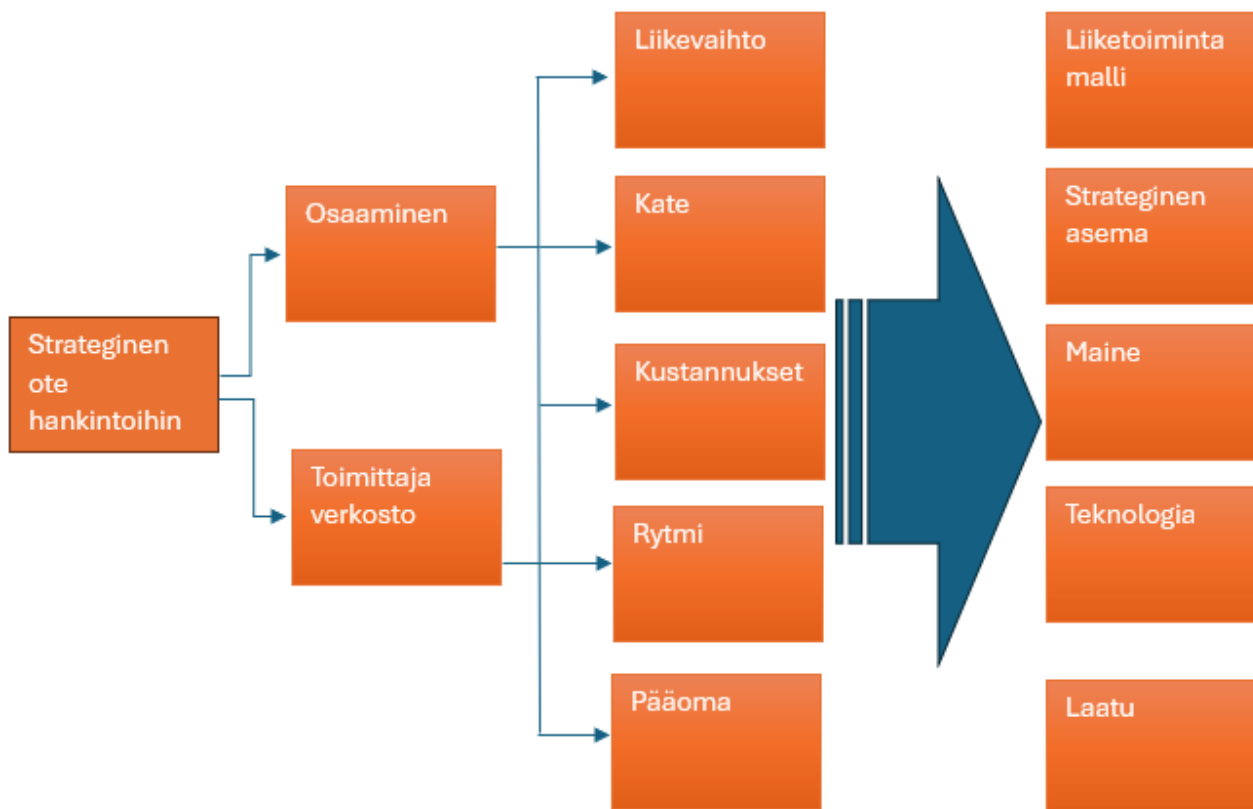 Strateginen
ote
hankintoihin
Osaaminen
Toimittaja
verkosto
Liikevaihto
Kate
Kustannukset
Rytmi
Pääoma
Liiketoiminta
malli
Strateginen
asema
Maine
Teknologia
Laatu